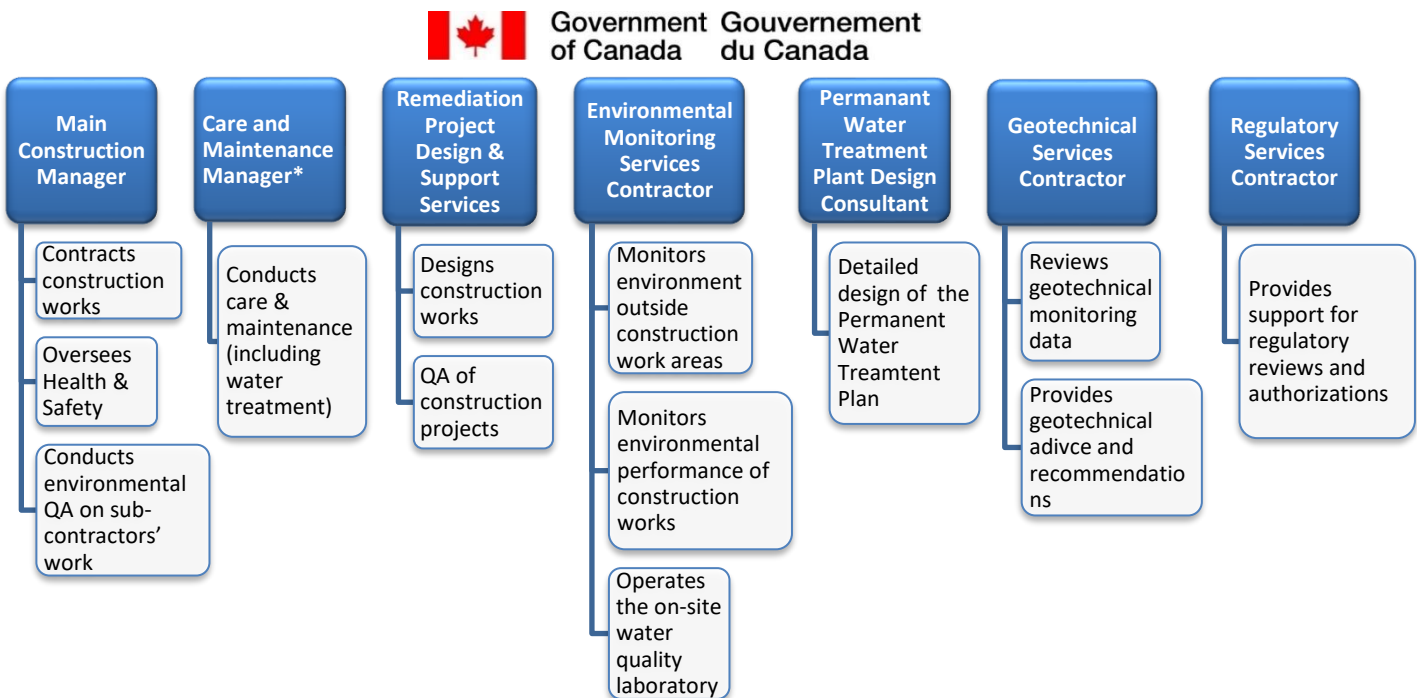 Government Gouvernement
of Canada du Canada
Main
Construction
Manager
Contracts
construction
works
Oversees
Health &
Safety
Conducts
environmental
QA on sub-
contractors’
work
Care and
Maintenance
Manager*
Conducts
care &
maintenance
(including
water
treatment)
Remediation
Project
Design &
Support
Services
Designs
construction
works
QA of
construction
projects
Environmental
Monitoring
Services
Contractor
Monitors
environment
outside
construction
work areas
Monitors
environmental
performance of
construction
works
Operates
the on-site
water
quality
laboratory
Permanant
Water
Treatment
Plant Design
Consultant
Detailed
design of the
Permanent
Water
Treamtent
Plan
Geotechnical
Services
Contractor
Reviews
geotechnical
monitoring
data
Provides
geotechnical
adivce and
recommendatio
ns
Regulatory
Services
Contractor
Provides
support for
regulatory
reviews and
authorizations